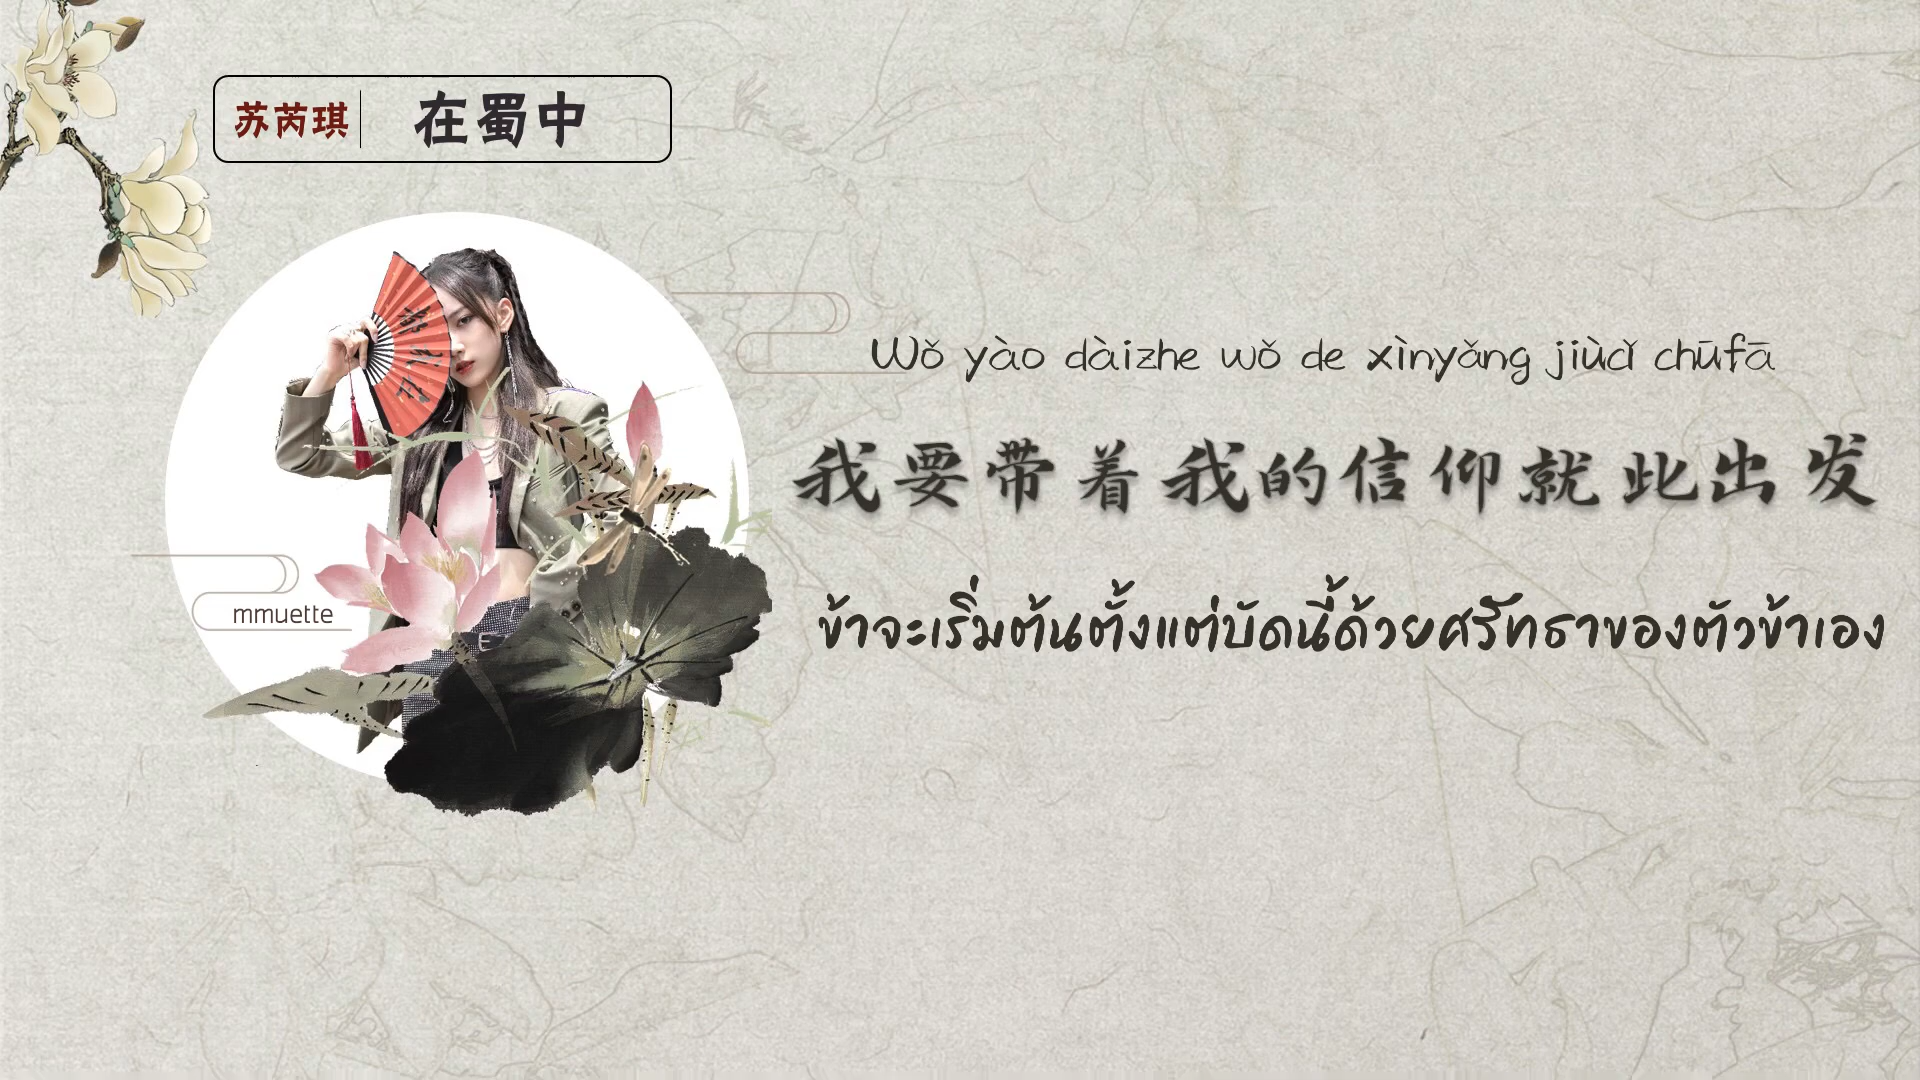 苏芮琪 在蜀中
Wǒ yào dàizhe wǒ de xìnyǎng jiùcǐ chūfā
我要带着我的信仰就此出发
ข้าจะเริ่มต้นตั้งแต่บัดนี้ด้วยศรัทธาของตัวข้าเอง
mmuette